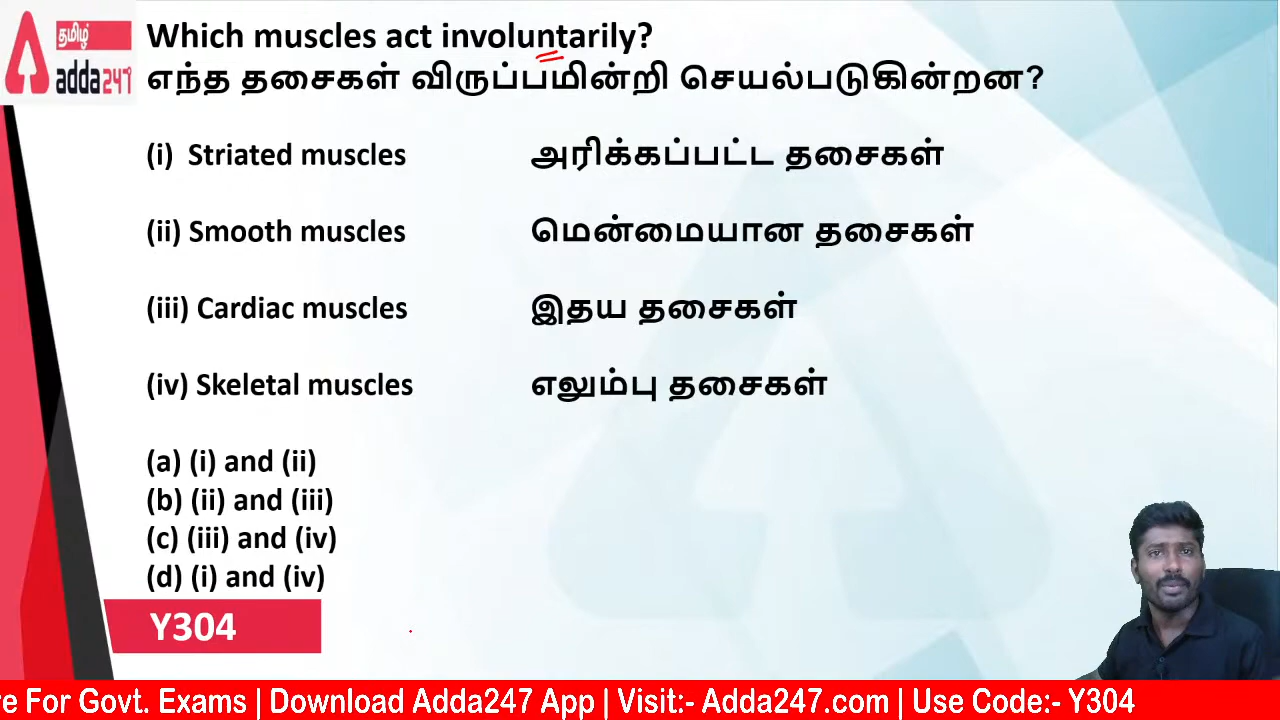 தமிழ்
adda247
Which muscles act involuntarily?
எந்த தசைகள் விருப்பமின்றி செயல்படுகின்றன?
(i) Striated muscles அரிக்கப்பட்ட தசைகள்
(ii) Smooth muscles மென்மையான தசைகள்
(iii) Cardiac muscles இதய தசைகள்
(iv) Skeletal muscles எலும்பு தசைகள்
(a) (i) and (ii)
(b) (ii) and (iii)
(c) (iii) and (iv)
(d) (i) and (iv)
Y304
re For Govt. Exams | Download Adda247 App | Visit:- Adda247.com | Use Code:- Y304